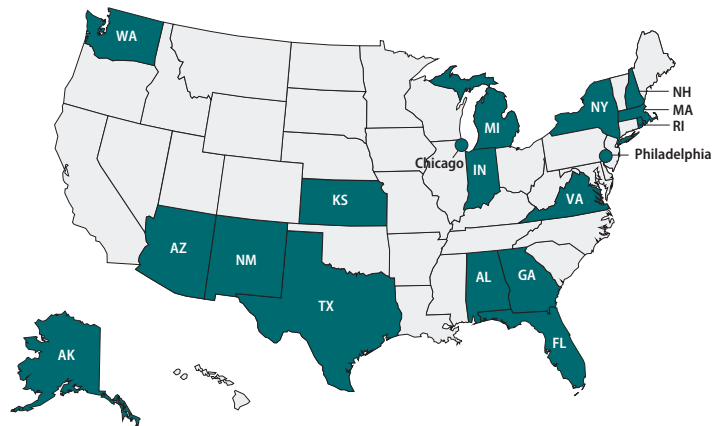 WA
NH
NY
MA
MI
RI
Chicago
Philadelphia
IN
KS
VA
AZ
NM
AL
GA
TX
FL
AK